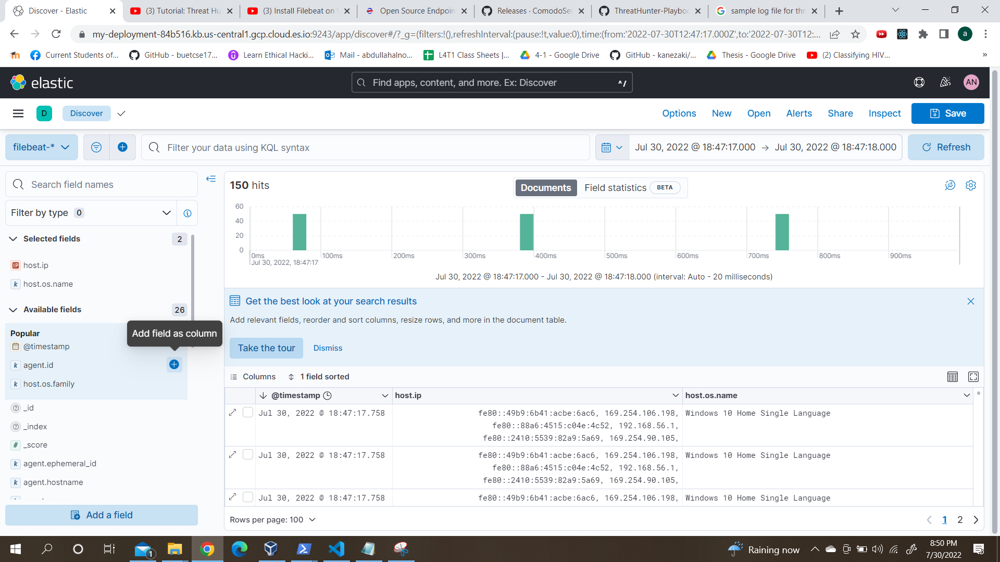 Discover - Elastic
(3) Tutorial: Threat Hu
(3) Install Filebeat on
Open Source Endpoin
Releases · ComodoSec
ThreatHunter-Playboo
sample log file for thr
my-deployment-84b516.kb.us-central1.gcp.cloud.es.io:9243/app/discover#/?_g=(filters:!(),refreshInterval:(pause:!t,value:0),time:(from:'2022-07-30T12:47:17.000Z',to:'2022-07-30T12:...
a
Current Students of...
GitHub - buetcse17...
Learn Ethical Hacki...
Mail - abdullahalno...
L4T1 Class Sheets |...
4-1 - Google Drive
GitHub - kanezaki/...
Thesis - Google Drive
(2) Classifying HIV...
»
elastic
Find apps, content, and more. Ex: Discover
^/
AN
D
Discover
Options
New
Open
Alerts
Share
Inspect
Save
filebeat-*
Filter your data using KQL syntax
Jul 30, 2022 @ 18:47:17.000 → Jul 30, 2022 @ 18:47:18.000
Refresh
Search field names
Filter by type 0
Selected fields 2
host.ip
host.os.name
Available fields 26
Add field as column
Popular
@timestamp
agent.id
host.os.family
_id
_index
_score
agent.ephemeral_id
agent.hostname
Add a field
150 hits
Documents
Field statistics BETA
60
40
20
0
0ms
100ms
200ms
300ms
400ms
500ms
600ms
700ms
800ms
900ms
Jul 30, 2022, 18:47:17
Jul 30, 2022 @ 18:47:17.000 - Jul 30, 2022 @ 18:47:18.000 (interval: Auto - 20 milliseconds)
Get the best look at your search results
Add relevant fields, reorder and sort columns, resize rows, and more in the document table.
Take the tour
Dismiss
Columns
1 field sorted
@timestamp
host.ip
host.os.name
Jul 30, 2022 @ 18:47:17.758
fe80::49b9:6b41:acbe:6ac6, 169.254.106.198,
fe80::88a6:4515:c04e:4c52, 192.168.56.1,
fe80::2410:5539:82a9:5a69, 169.254.90.105,
Windows 10 Home Single Language
Jul 30, 2022 @ 18:47:17.758
fe80::49b9:6b41:acbe:6ac6, 169.254.106.198,
fe80::88a6:4515:c04e:4c52, 192.168.56.1,
fe80::2410:5539:82a9:5a69, 169.254.90.105,
Windows 10 Home Single Language
Jul 30, 2022 @ 18:47:17.758
fe80::49b9:6b41:acbe:6ac6, 169.254.106.198,
Windows 10 Home Single Language
Rows per page: 100
1
2
1
Raining now
8:50 PM
7/30/2022